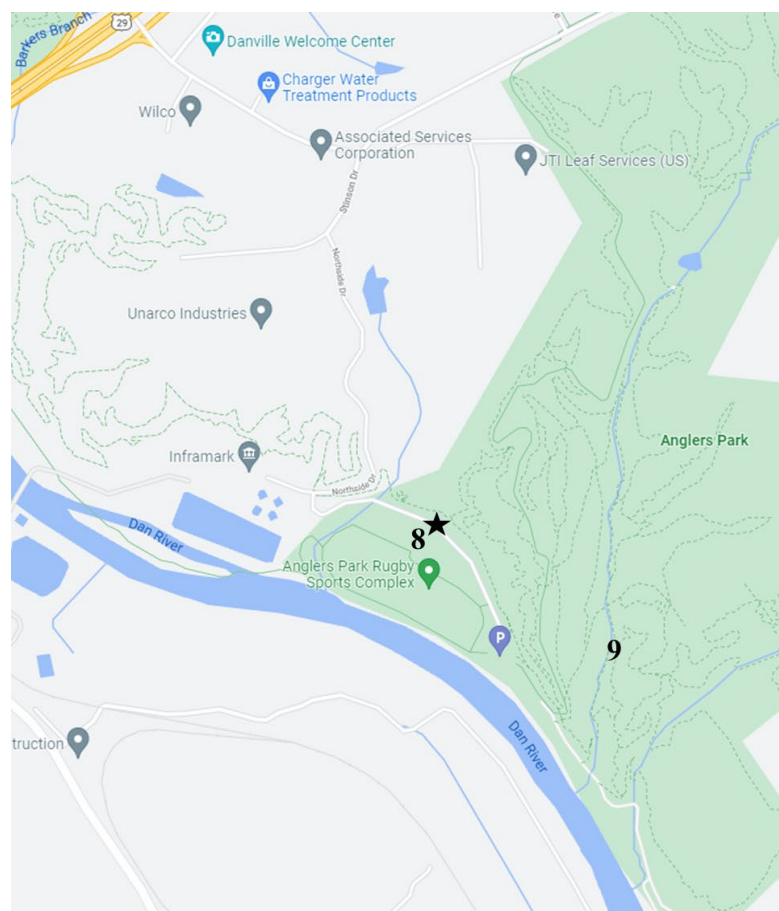 29
Barkers Branch
Danville Welcome Center
Charger Water
Treatment Products
Wilco
Associated Services
Corporation
JTI Leaf Services (US)
Stinson Dr
Northside Dr
Unarco Industries
Anglers Park
Inframark
Northside Dr
Dan River
8
Anglers Park Rugby
Sports Complex
P
9
Dan River
truction